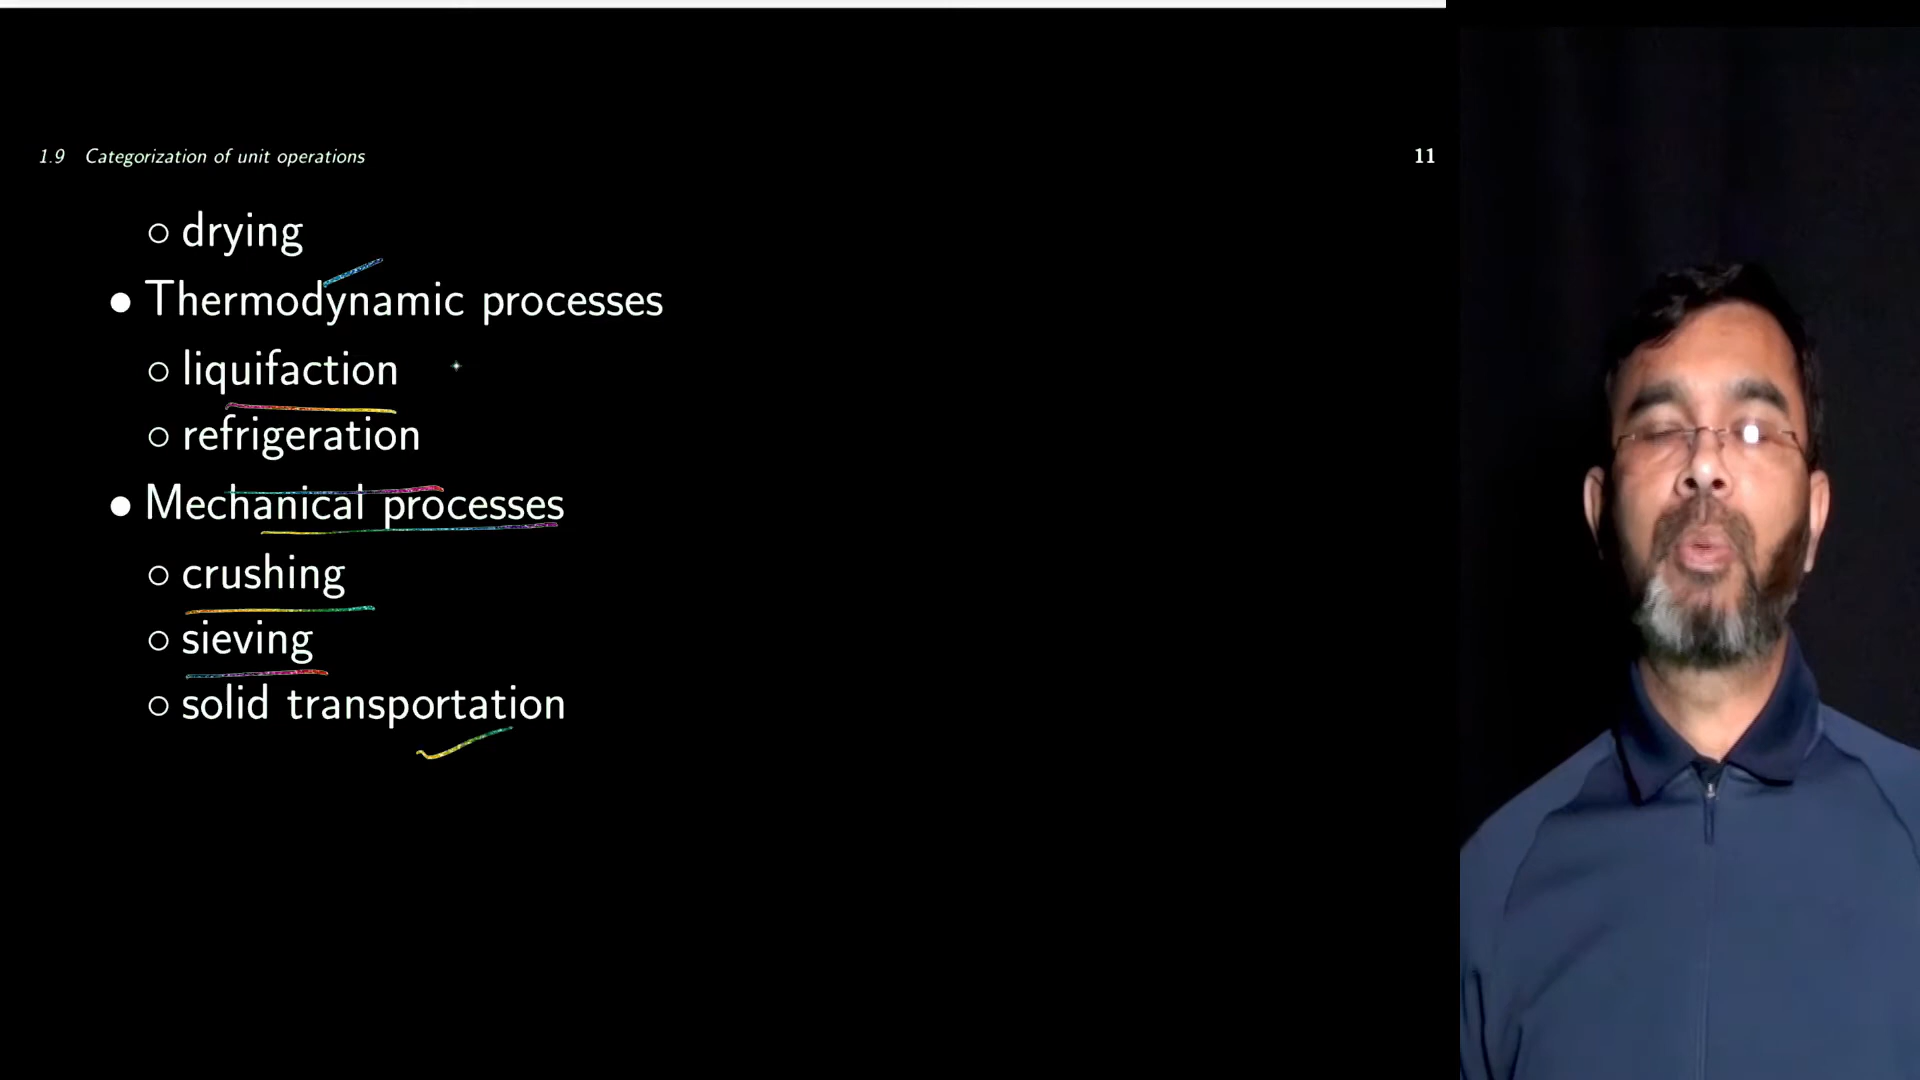 1.9 Categorization of unit operations 11
○ drying
● Thermodynamic processes
○ liquifaction
○ refrigeration
● Mechanical processes
○ crushing
○ sieving
○ solid transportation